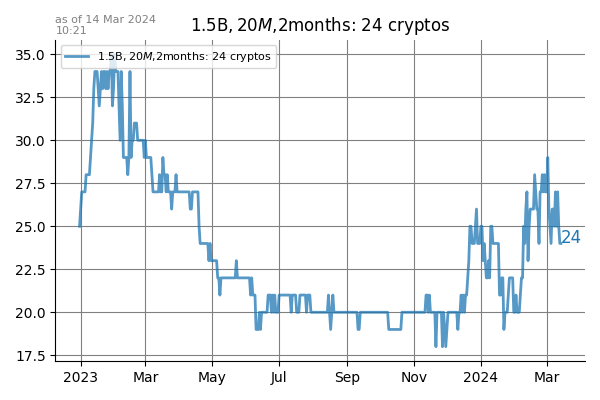 as of 14 Mar 2024
10:21
1.5B, 20M,2months: 24 cryptos
1.5B, 20M,2months: 24 cryptos
35.0
32.5
30.0
27.5
25.0
24
22.5
20.0
17.5
2023 Mar May Jul Sep Nov 2024 Mar